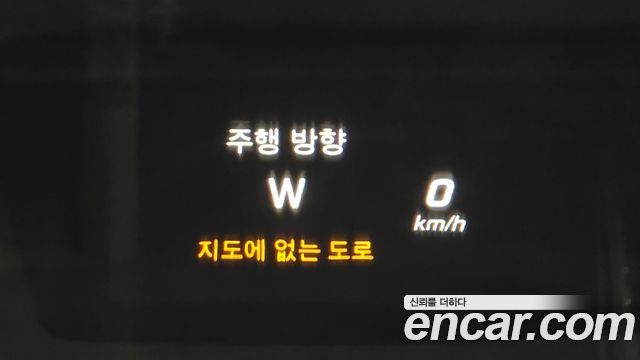 주행 방향
W
0
km/h
지도에 없는 도로
신뢰를 더하다
encar.com